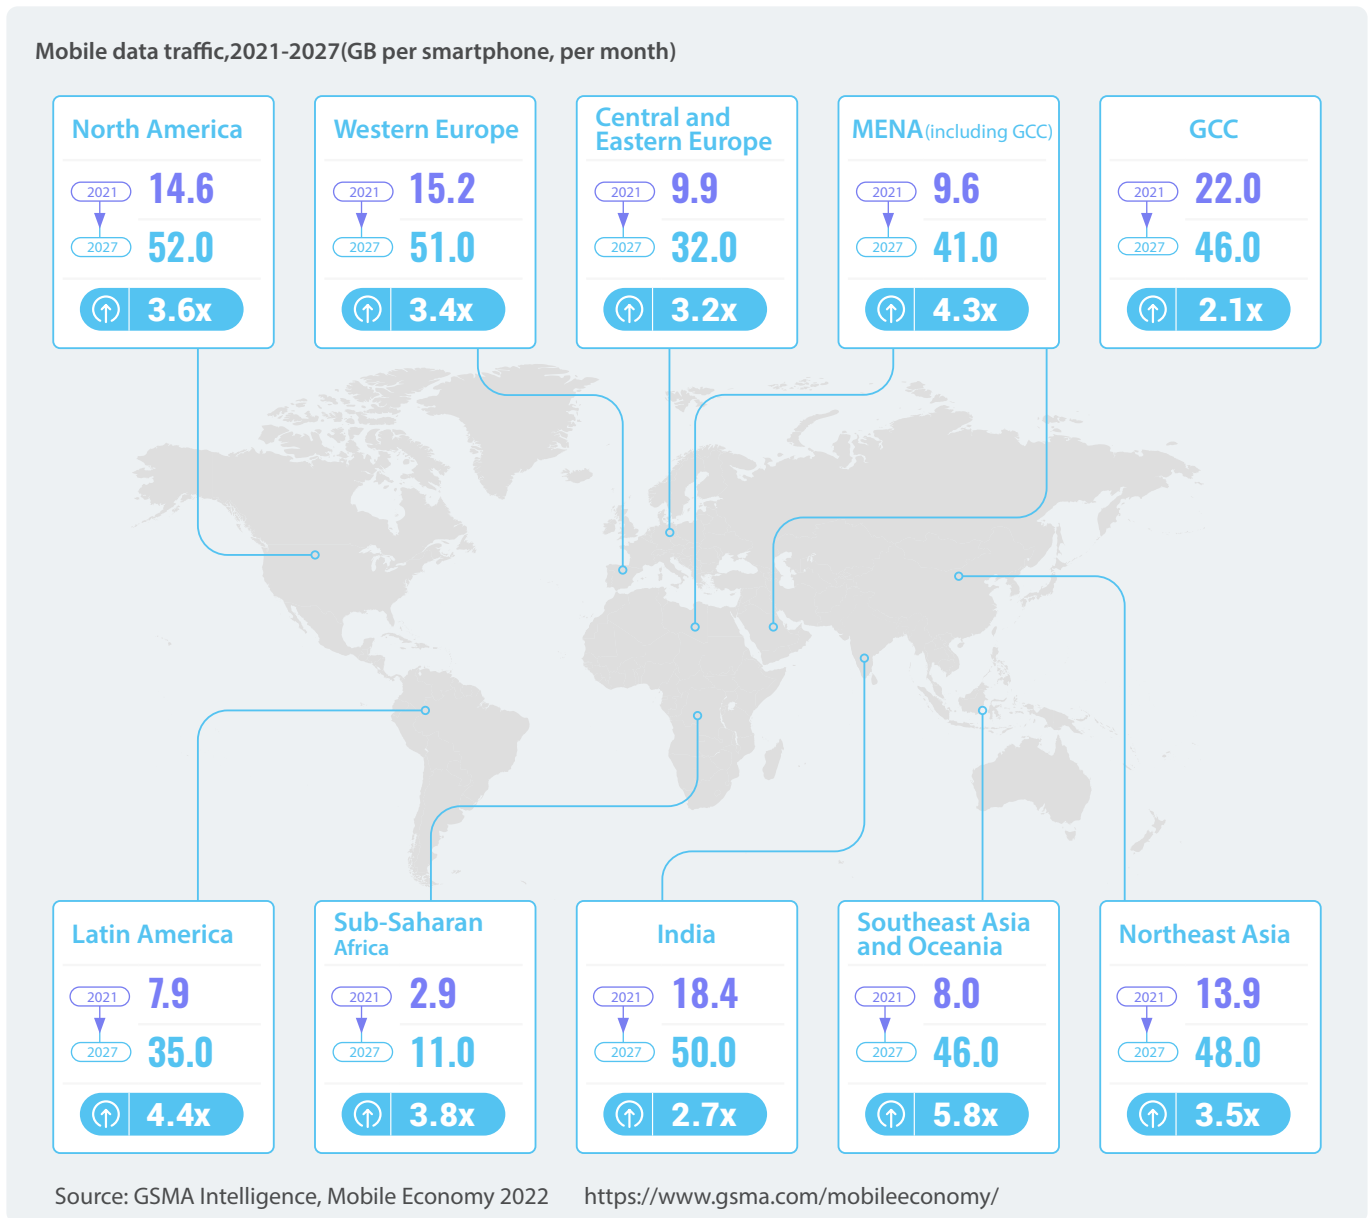 Mobile data traffic,2021-2027(GB per smartphone, per month)
North America
2021 14.6
2027 52.0
3.6x
Western Europe
2021 15.2
2027 51.0
3.4x
Central and
Eastern Europe
2021 9.9
2027 32.0
3.2x
MENA(including GCC)
2021 9.6
2027 41.0
4.3x
GCC
2021 22.0
2027 46.0
2.1x
Latin America
2021 7.9
2027 35.0
4.4x
Sub-Saharan
Africa
2021 2.9
2027 11.0
3.8x
India
2021 18.4
2027 50.0
2.7x
Southeast Asia
and Oceania
2021 8.0
2027 46.0
5.8x
Northeast Asia
2021 13.9
2027 48.0
3.5x
Source: GSMA Intelligence, Mobile Economy 2022 https://www.gsma.com/mobileeconomy/